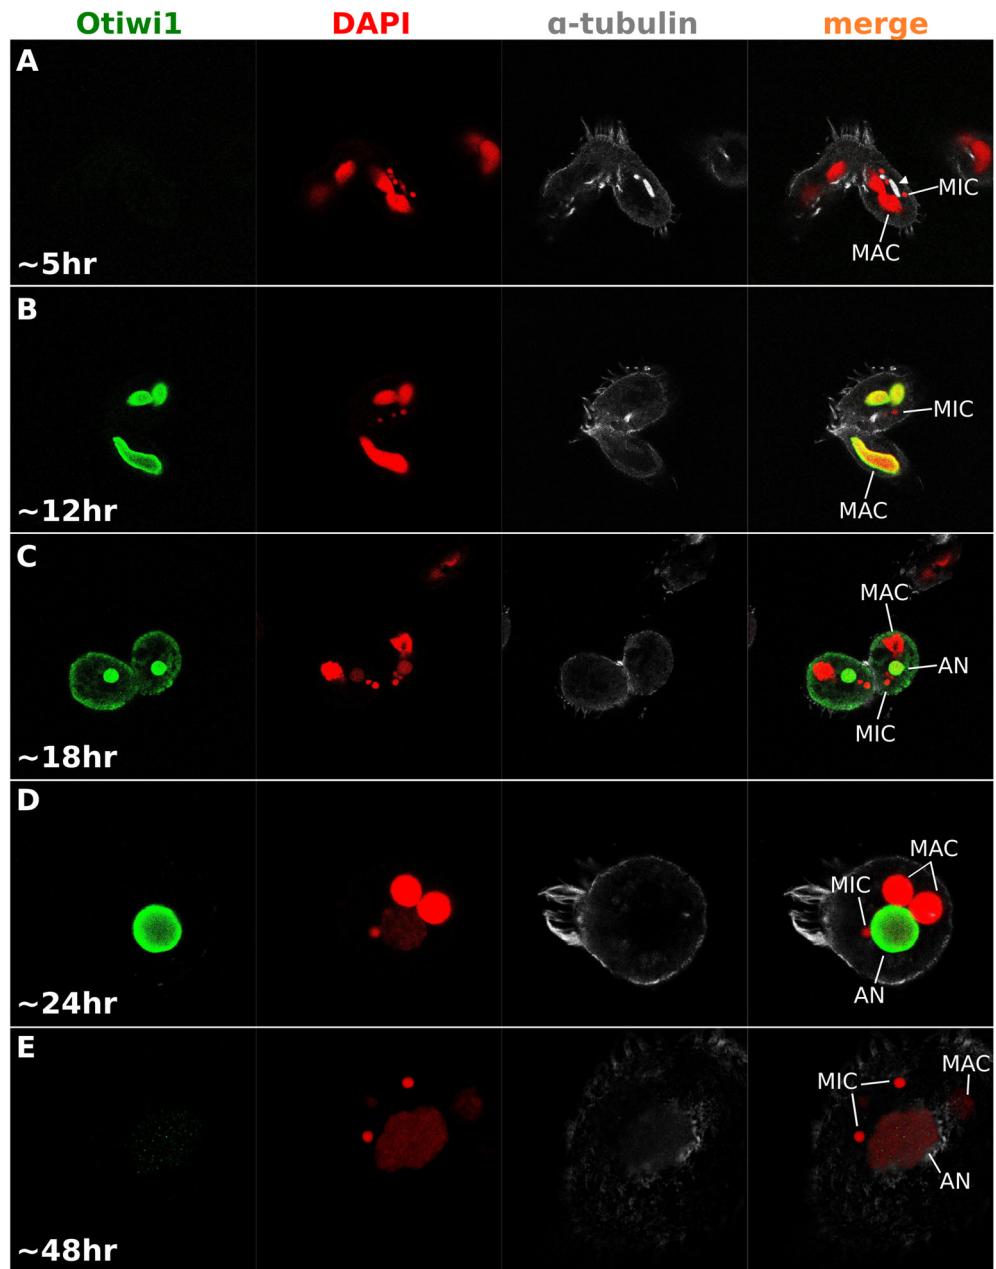 Otiwi1 DAPI α-tubulin merge
A
MIC
MAC
~5hr
B
MIC
MAC
~12hr
C
MAC
AN
MIC
~18hr
D
MAC
MIC
AN
~24hr
E
MAC
MIC
AN
~48hr